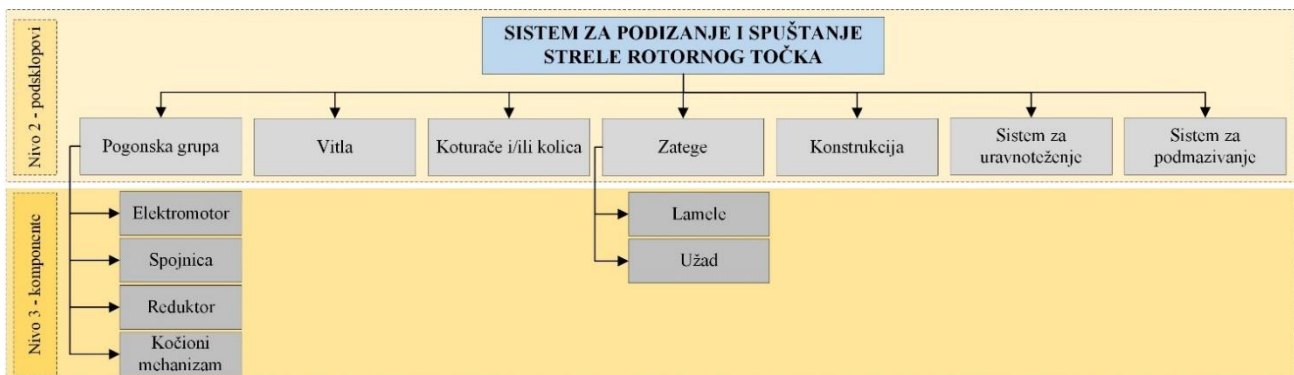 Nivo 2 - podsklopovi
SISTEM ZA PODIZANJE I SPUŠTANJE
STRELE ROTORNOG TOČKA
Pogonska grupa
Vitla
Koturače i/ili kolica
Zatege
Konstrukcija
Sistem za
uravnoteženje
Sistem za
podmazivanje
Nivo 3 - komponente
Elektromotor
Spojnica
Reduktor
Kočioni
mehanizam
Lamele
Užad